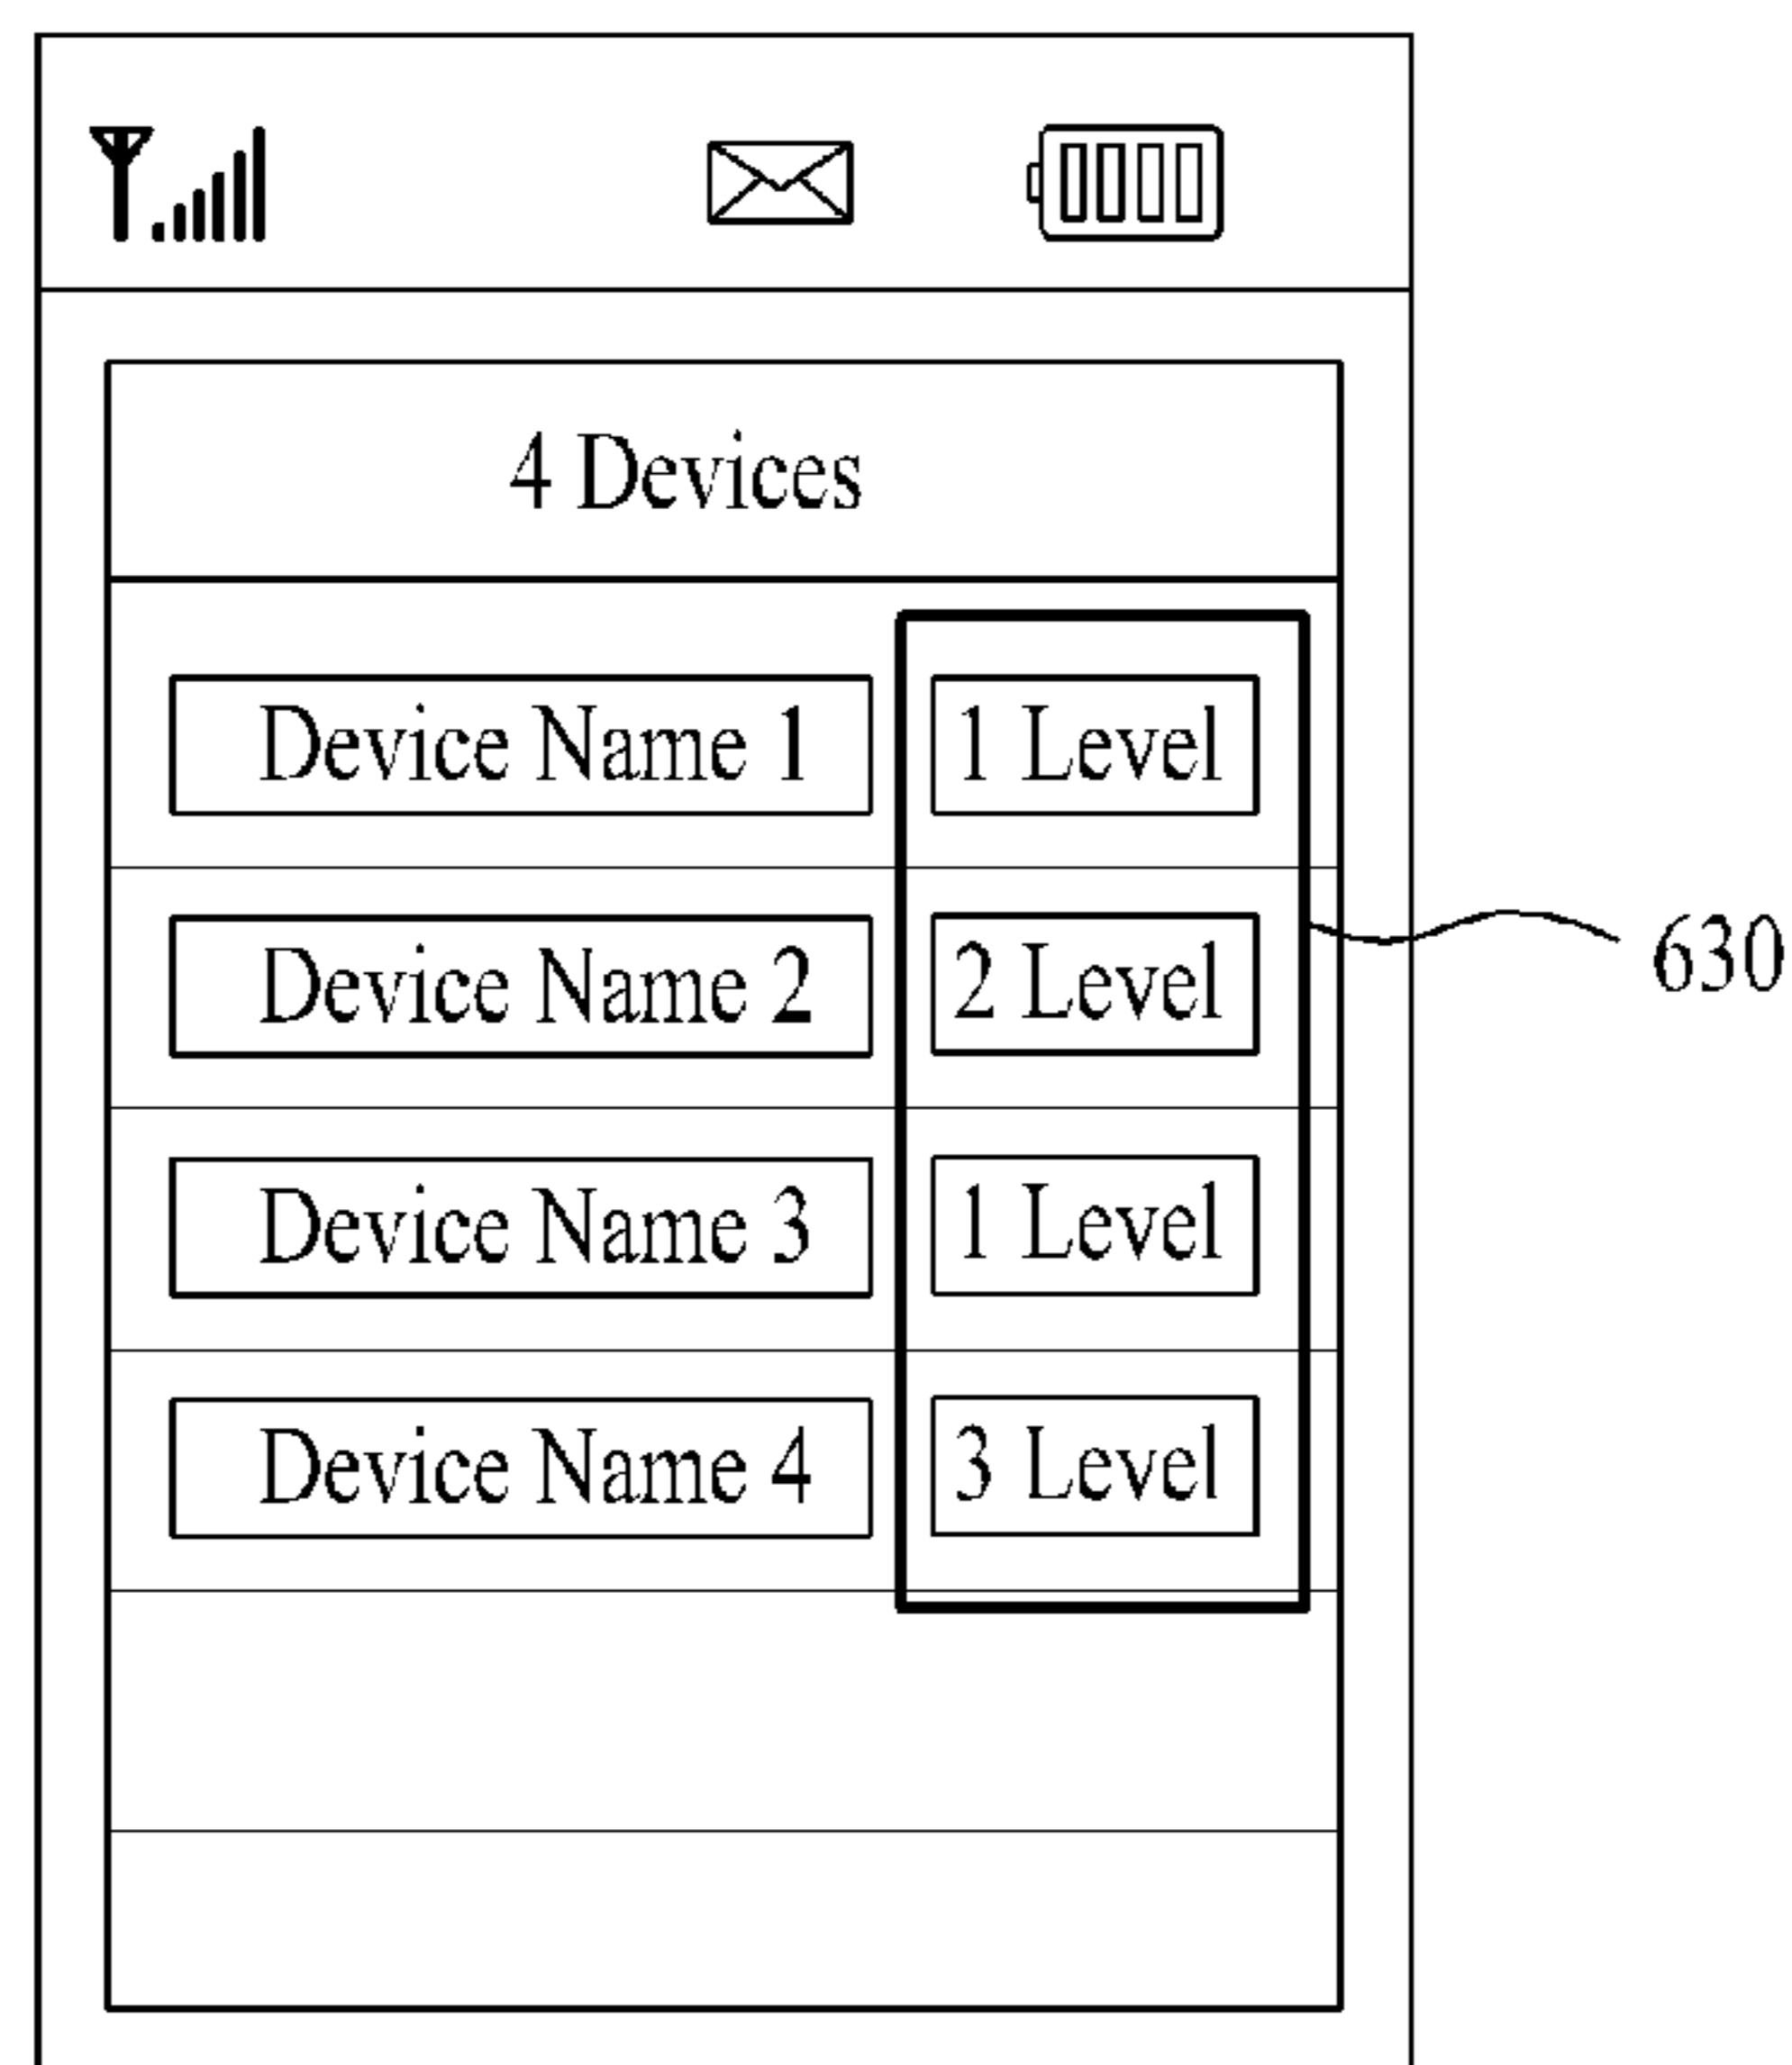 4 Devices
Device Name 1 1 Level
Device Name 2 2 Level
630
Device Name 3 1 Level
Device Name 4 3 Level